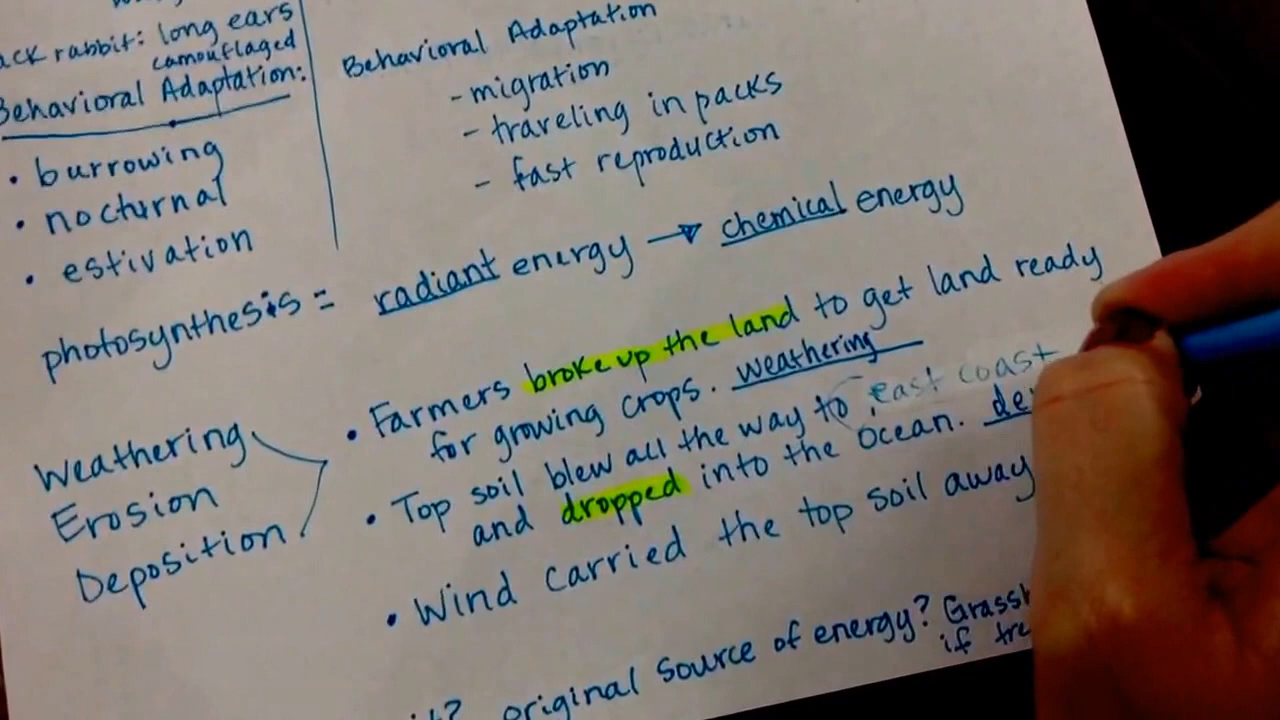 rabbit: long ears
camouflaged
Behavioral Adaptation:
• burrowing
• nocturnal
• estivation
Behavioral Adaptation
- migration
- traveling in packs
- fast reproduction
photosynthesis = radiant energy → chemical energy
Weathering
Erosion
Deposition
• Farmers broke up the land to get land ready
for growing crops. weathering
• Top soil blew all the way to east coast
and dropped into the ocean.
• Wind carried the top soil away
original source of energy?
if